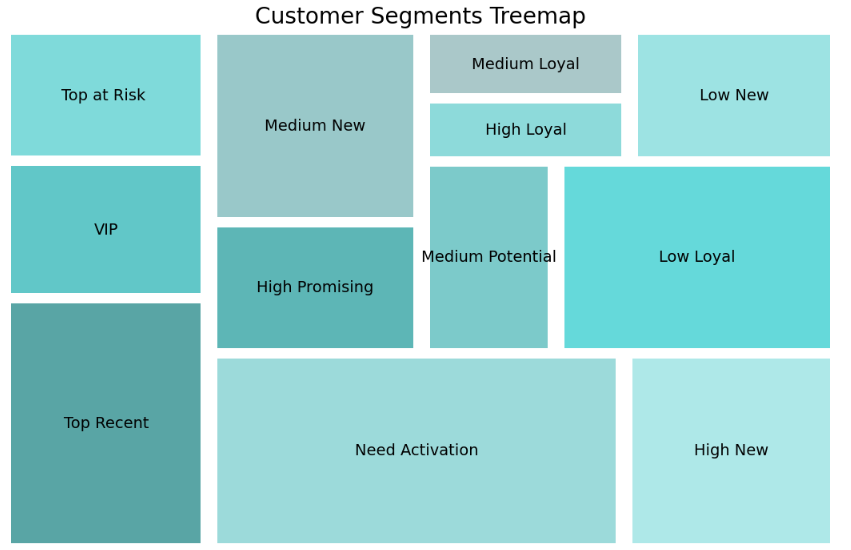 Customer Segments Treemap
Top at Risk
Medium New
Medium Loyal
Low New
High Loyal
VIP
Medium Potential
Low Loyal
High Promising
Top Recent
Need Activation
High New